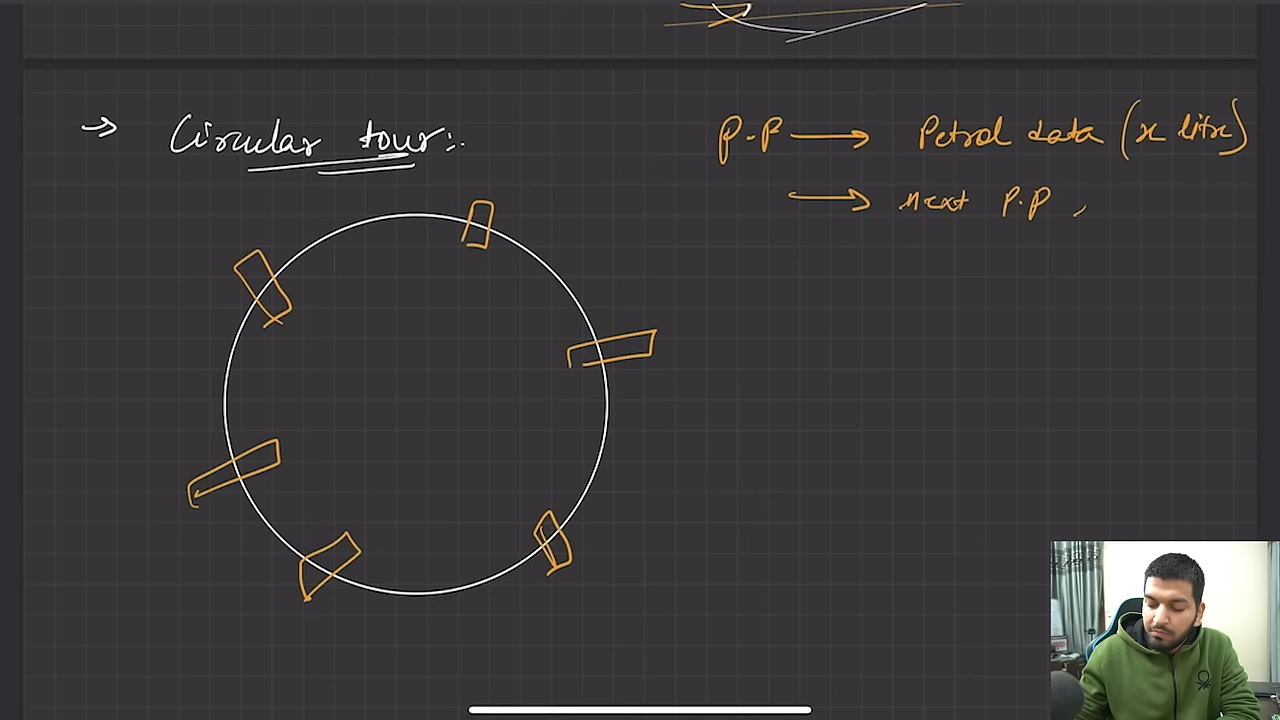 → Circular tour:.
P.P → Petrol data (x litre)
→ next P.P